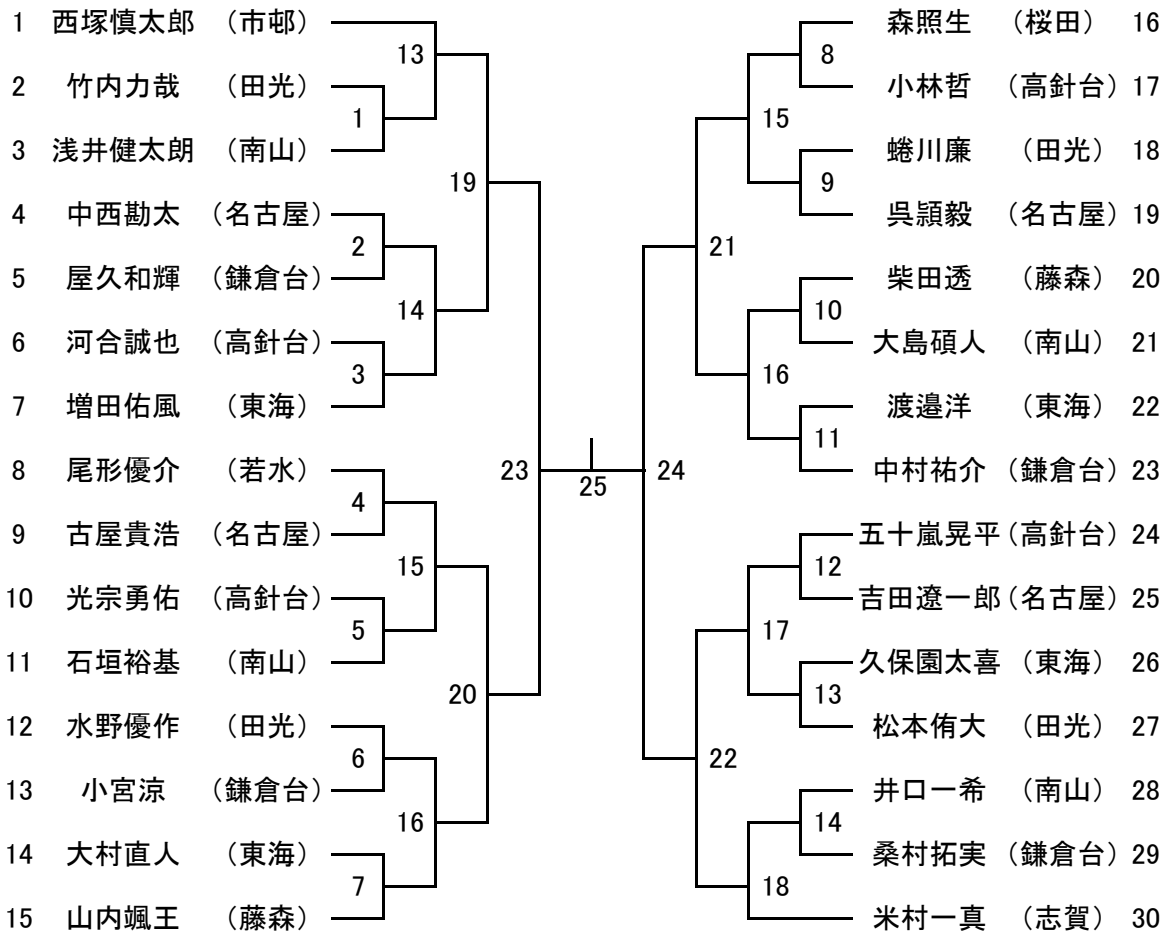 1 西塚慎太郎 （市邨）
2 竹内力哉 （田光）
3 浅井健太朗 （南山）
4 中西勘太 （名古屋）
5 屋久和輝 （鎌倉台）
6 河合誠也 （高針台）
7 増田佑風 （東海）
8 尾形優介 （若水）
9 古屋貴浩 （名古屋）
10 光宗勇佑 （高針台）
11 石垣裕基 （南山）
12 水野優作 （田光）
13 小宮涼 （鎌倉台）
14 大村直人 （東海）
15 山内颯王 （藤森）
13
1
19
2
14
3
23
4
15
5
20
6
16
7
25
24
8
15
9
21
10
16
11
12
17
13
22
14
18
森照生 （桜田） 16
小林哲 （高針台） 17
蜷川廉 （田光） 18
呉頴毅 （名古屋） 19
柴田透 （藤森） 20
大島碩人 （南山） 21
渡邉洋 （東海） 22
中村祐介 （鎌倉台） 23
五十嵐晃平 （高針台） 24
吉田遼一郎 （名古屋） 25
久保園太喜 （東海） 26
松本侑大 （田光） 27
井口一希 （南山） 28
桑村拓実 （鎌倉台） 29
米村一真 （志賀） 30